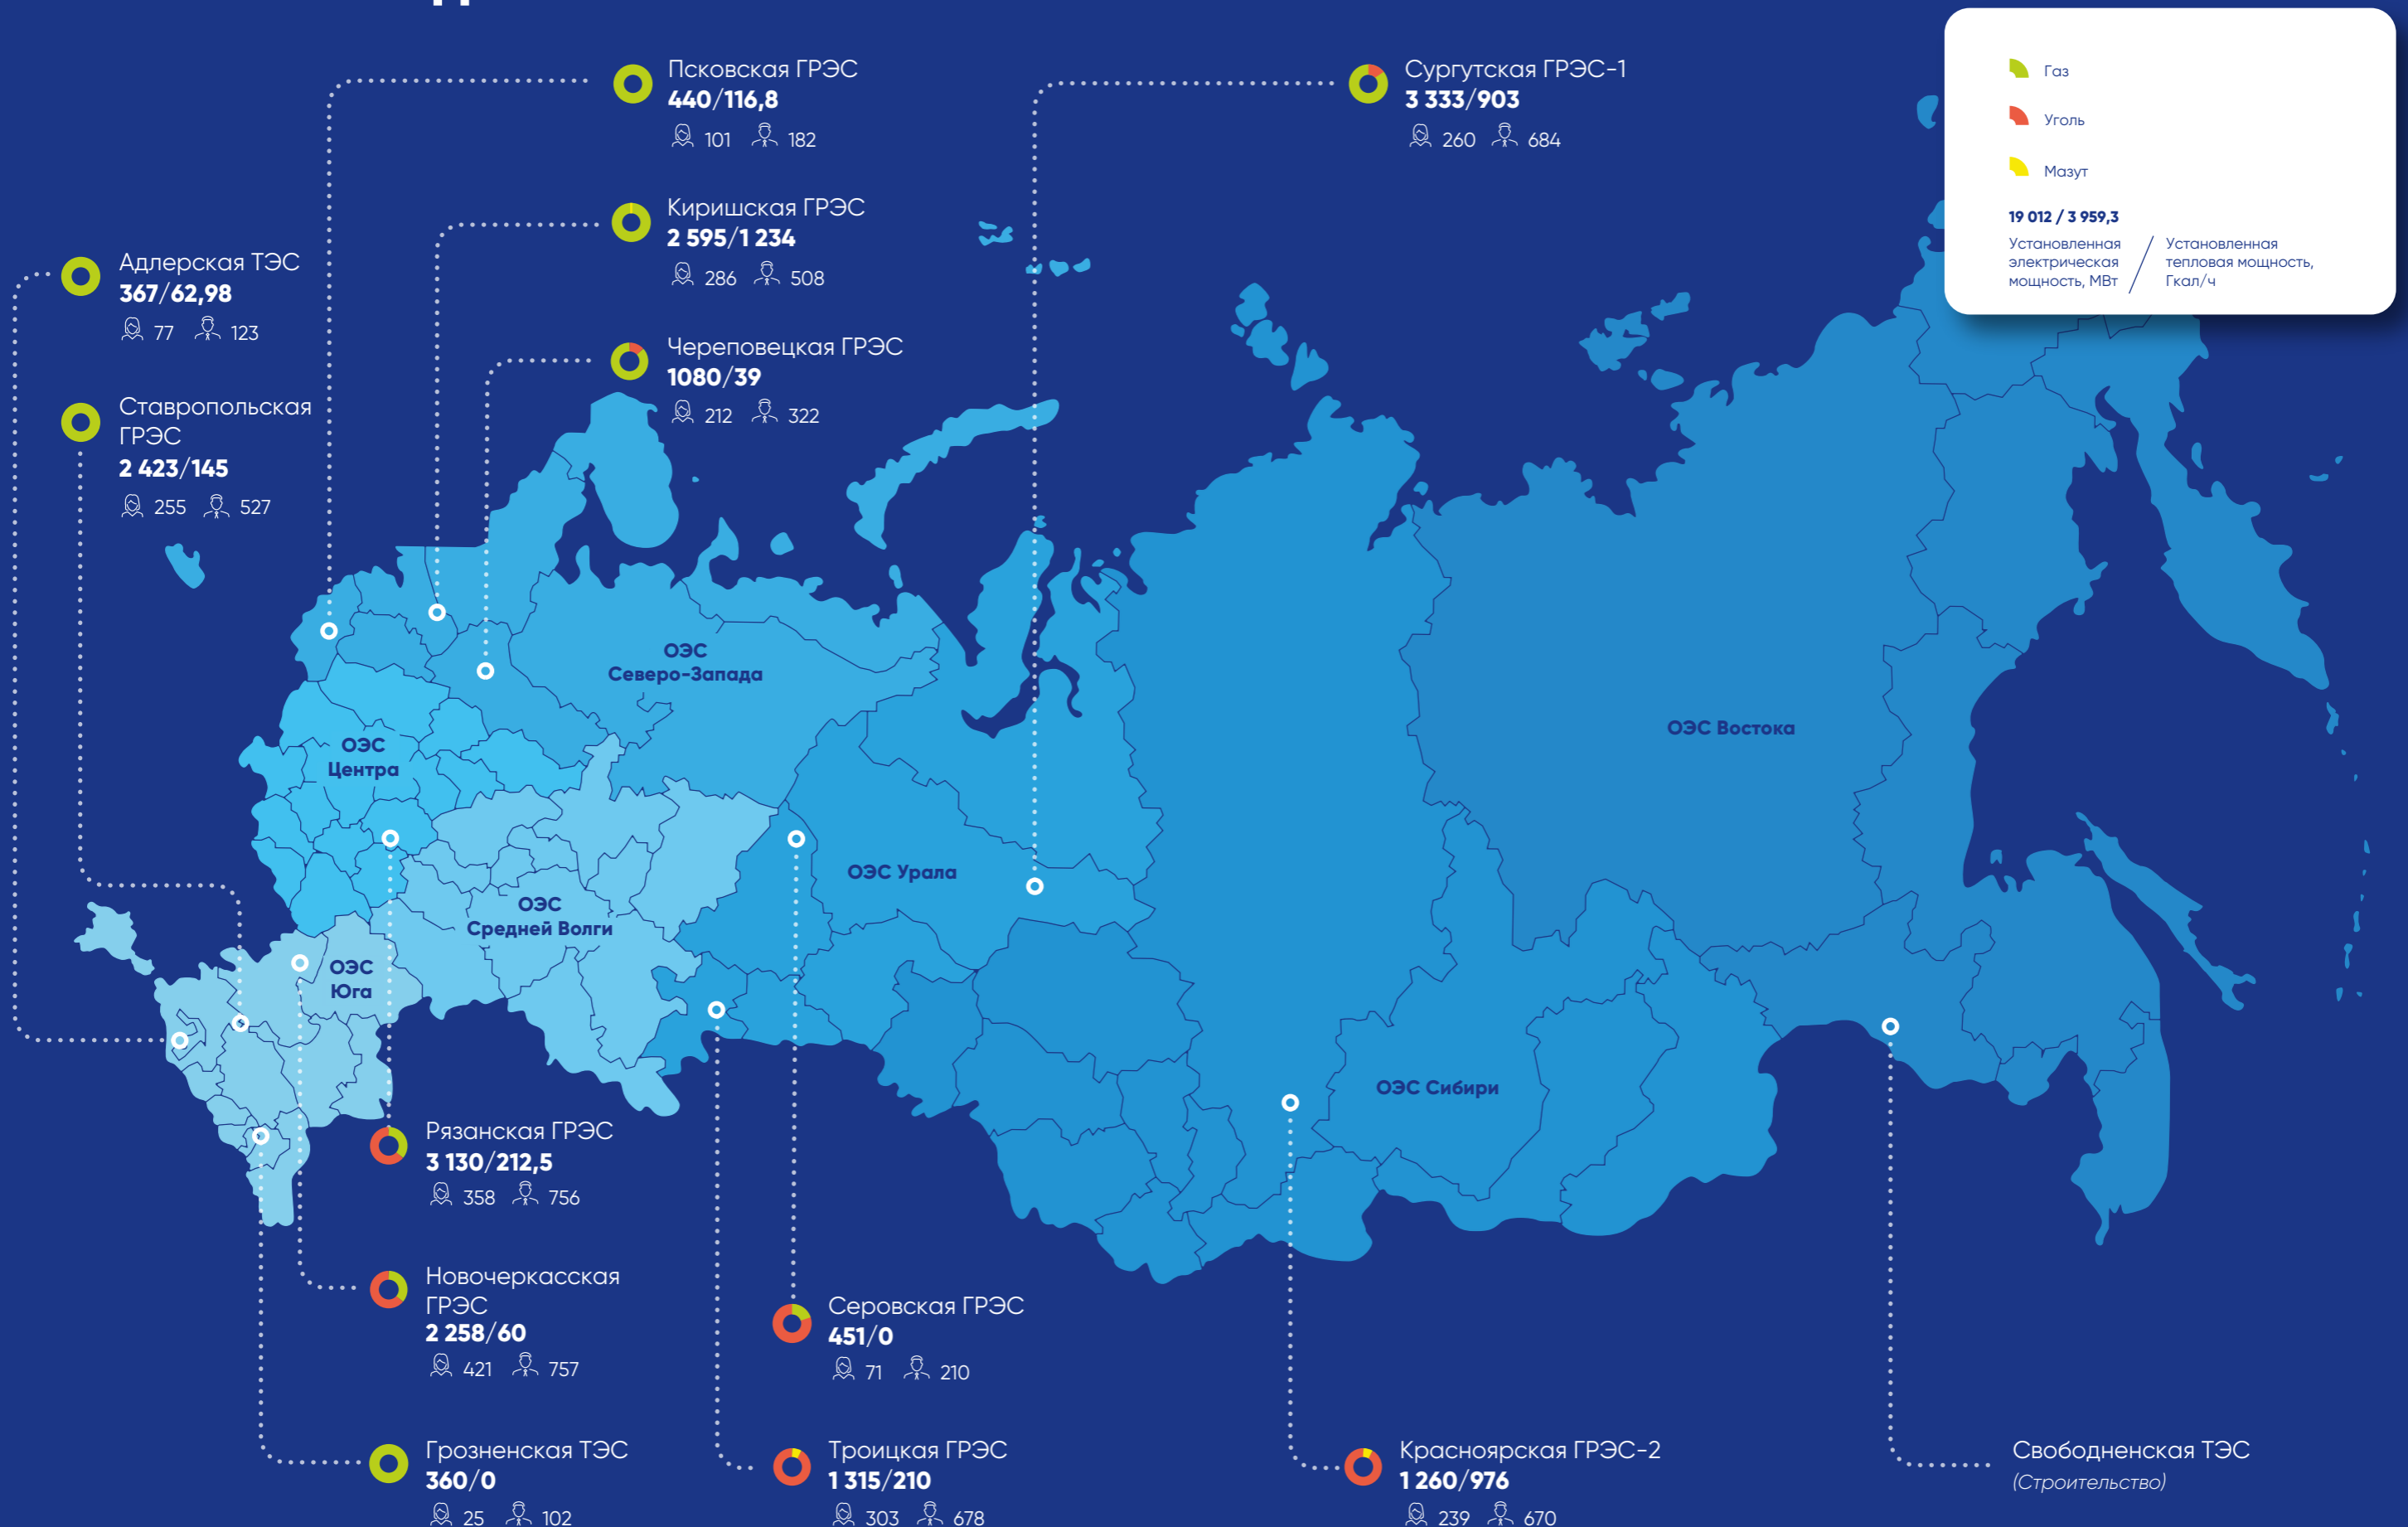 Псковская ГРЭС
440/116,8
101 182
Киришская ГРЭС
2 595/1 234
286 508
Череповецкая ГРЭС
1080/39
212 322
Сургутская ГРЭС-1
3 333/903
260 684
Газ
Уголь
Мазут
19 012 / 3 959,3
Установленная
электрическая
мощность, МВт
Установленная
тепловая мощность,
Гкал/ч
Адлерская ТЭС
367/62,98
77 123
Ставропольская
ГРЭС
2 423/145
255 527
ОЭС
Северо-Запада
ОЭС
Центра
ОЭС Востока
ОЭС Урала
ОЭС
Средней Волги
ОЭС
Юга
ОЭС Сибири
Рязанская ГРЭС
3 130/212,5
358 756
Новочеркасская
ГРЭС
2 258/60
421 757
Грозненская ТЭС
360/0
25 102
Серовская ГРЭС
451/0
71 210
Троицкая ГРЭС
1 315/210
303 678
Красноярская ГРЭС-2
1 260/976
239 670
Свободненская ТЭС
(Строительство)